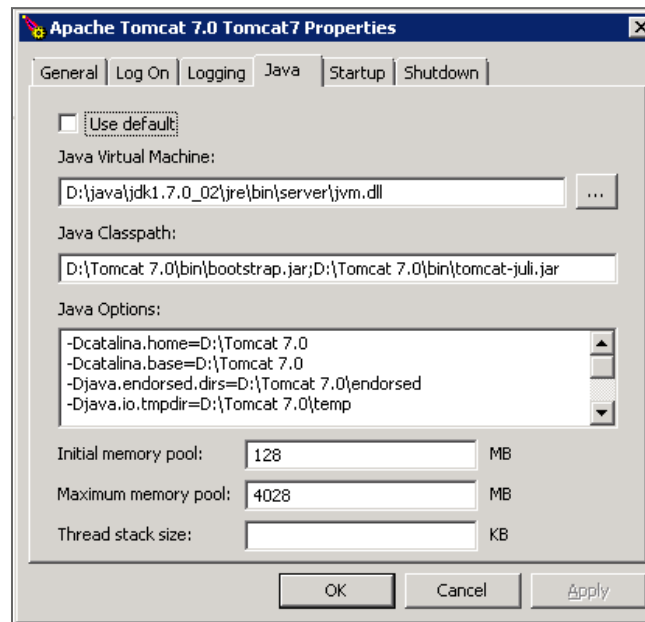 Apache Tomcat 7.0 Tomcat7 Properties
General Log On Logging Java Startup Shutdown
Use default
Java Virtual Machine:
D:\java\jdk1.7.0_02\jre\bin\server\jvm.dll ...
Java Classpath:
D:\Tomcat 7.0\bin\bootstrap.jar;D:\Tomcat 7.0\bin\tomcat-juli.jar
Java Options:
-Dcatalina.home=D:\Tomcat 7.0
-Dcatalina.base=D:\Tomcat 7.0
-Djava.endorsed.dirs=D:\Tomcat 7.0\endorsed
-Djava.io.tmpdir=D:\Tomcat 7.0\temp
Initial memory pool: 128 MB
Maximum memory pool: 4028 MB
Thread stack size: KB
OK Cancel Apply